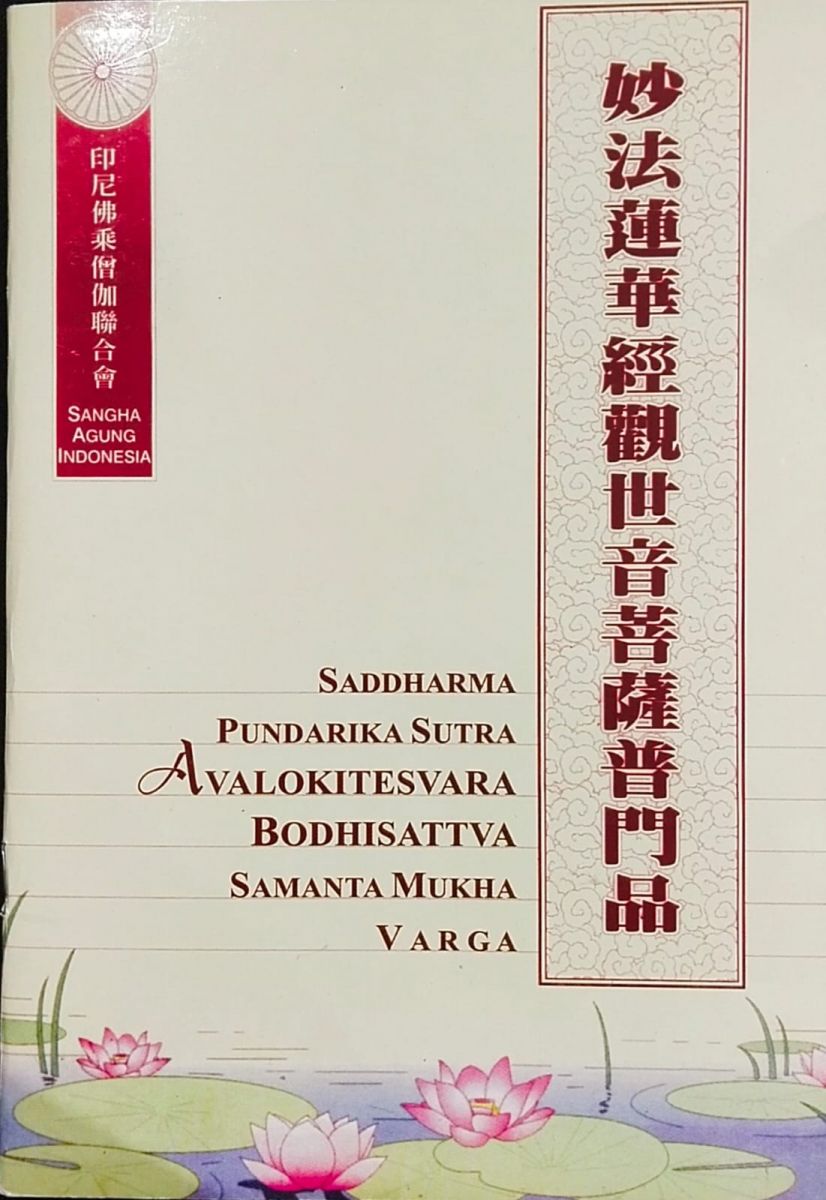 印尼佛乘僧伽聯合會
SANGHA
AGUNG
INDONESIA
妙法蓮華經觀世音菩薩普門品
SADDHARMA
PUNDARIKA SUTRA
AVALOKITESVARA
BODHISATTVA
SAMANTA MUKHA
VARGA